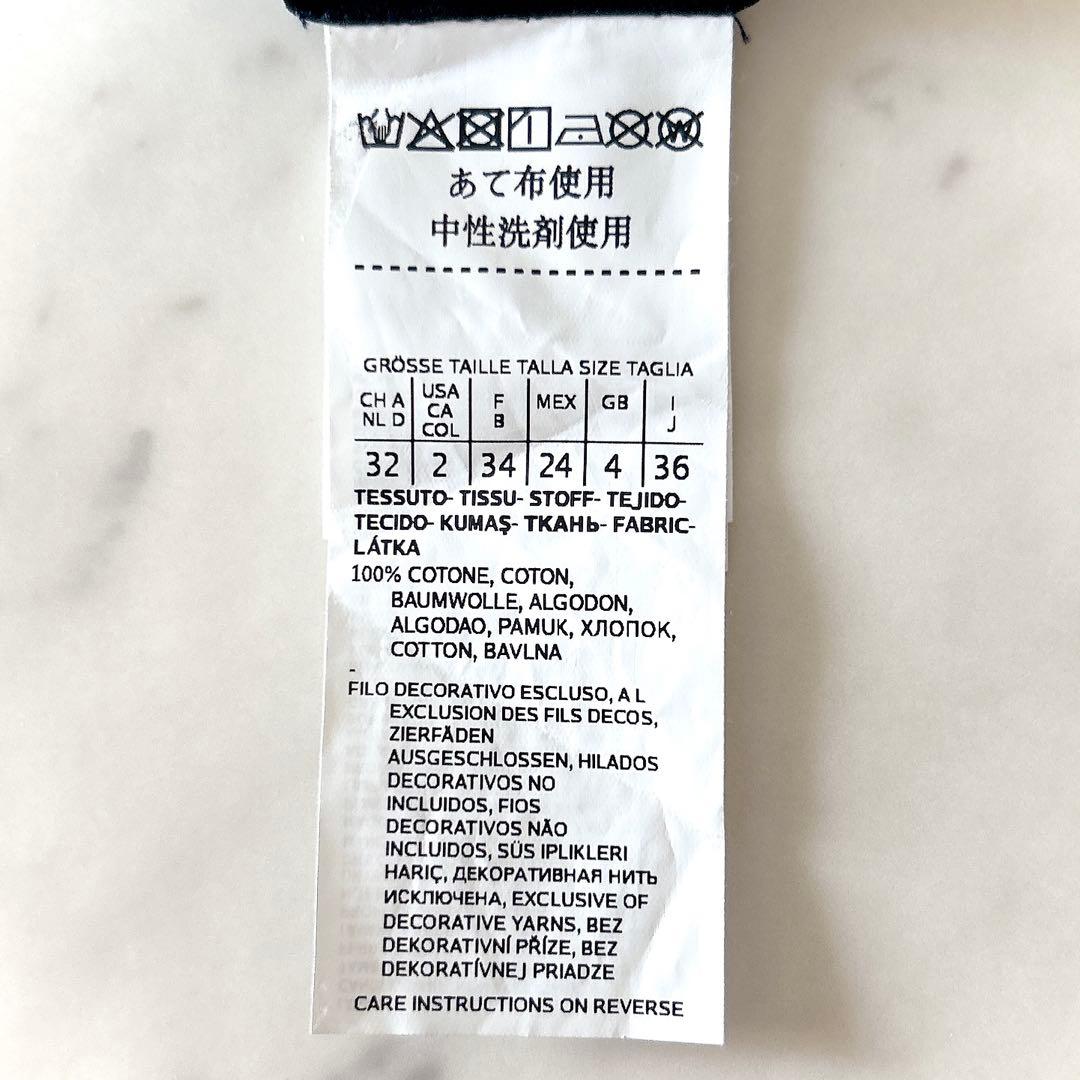 あて布使用
中性洗剤使用
GRÖSSE TAILLE TALLA SIZE TAGLIA
CH A NL D USA CA COL F B MEX GB I J
32 2 34 24 4 36
TESSUTO- TISSU- STOFF- TEJIDO-
TECIDO- KUMAŞ- ТКАНЬ- FABRIC-
LÁTKA
100% COTONE, COTON,
BAUMWOLLE, ALGODON,
ALGODAO, PAMUK, ХЛОПОК,
COTTON, BAVLNA
-
FILO DECORATIVO ESCLUSO, A L
EXCLUSION DES FILS DECOS,
ZIERFÄDEN
AUSGESCHLOSSEN, HILADOS
DECORATIVOS NO
INCLUIDOS, FIOS
DECORATIVOS NÃO
INCLUIDOS, SÜS IPLIKLERI
HARIÇ, ДЕКОРАТИВНАЯ НИТЬ
ИСКЛЮЧЕНА, EXCLUSIVE OF
DECORATIVE YARNS, BEZ
DEKORATIVNÍ PŘÍZE, BEZ
DEKORATÍVNEJ PRIADZE
CARE INSTRUCTIONS ON REVERSE